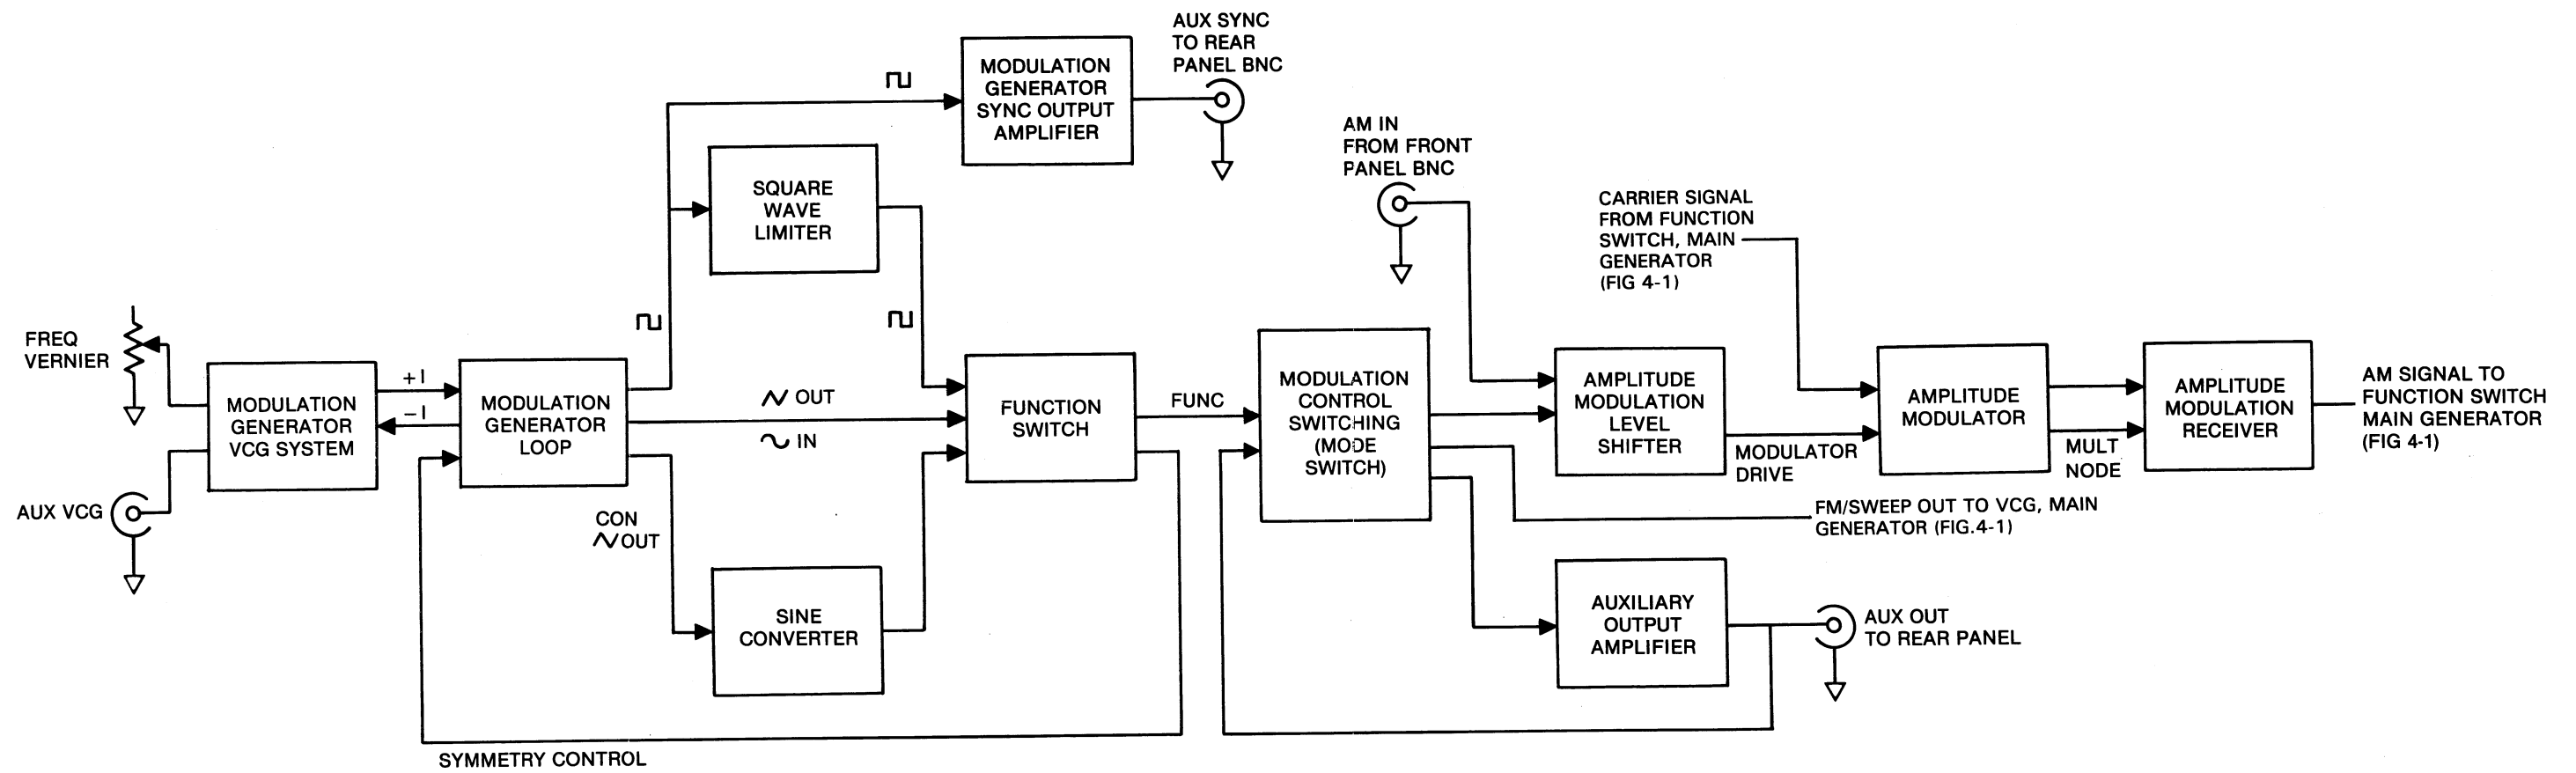 AUX SYNC
TO REAR
PANEL BNC
MODULATION
GENERATOR
SYNC OUTPUT
AMPLIFIER
AM IN
FROM FRONT
PANEL BNC
SQUARE
WAVE
LIMITER
CARRIER SIGNAL
FROM FUNCTION
SWITCH, MAIN
GENERATOR
(FIG 4-1)
FREQ
VERNIER
MODULATION
GENERATOR
VCG SYSTEM
+I
-I
MODULATION
GENERATOR
LOOP
OUT
IN
FUNCTION
SWITCH
FUNC
MODULATION
CONTROL
SWITCHING
(MODE
SWITCH)
AMPLITUDE
MODULATION
LEVEL
SHIFTER
MODULATOR
DRIVE
AMPLITUDE
MODULATOR
MULT
NODE
AMPLITUDE
MODULATION
RECEIVER
AM SIGNAL TO
FUNCTION SWITCH
MAIN GENERATOR
(FIG 4-1)
AUX VCG
CON
OUT
FM/SWEEP OUT TO VCG, MAIN
GENERATOR (FIG.4-1)
SINE
CONVERTER
AUXILIARY
OUTPUT
AMPLIFIER
AUX OUT
TO REAR PANEL
SYMMETRY CONTROL